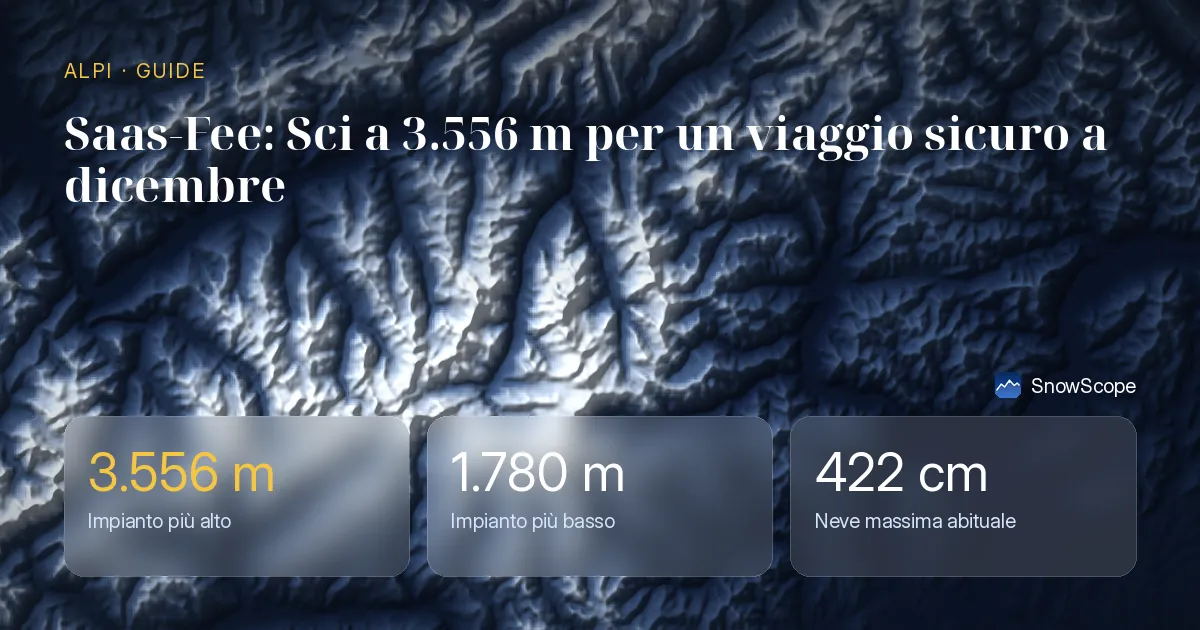 ALPI · GUIDE
Saas-Fee: Sci a 3.556 m per un viaggio sicuro a
dicembre
SnowScope
3.556 m
Impianto più alto
1.780 m
Impianto più basso
422 cm
Neve massima abituale